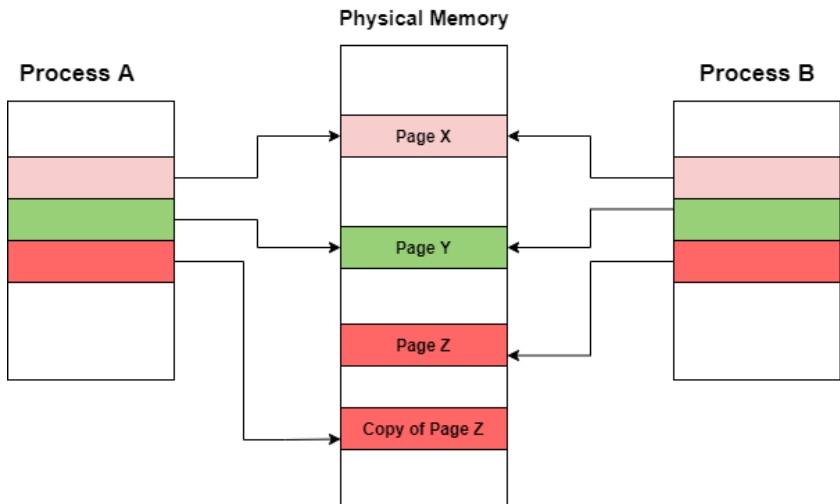 Physical Memory
Process A
Process B
Page X
Page Y
Page Z
Copy of Page Z